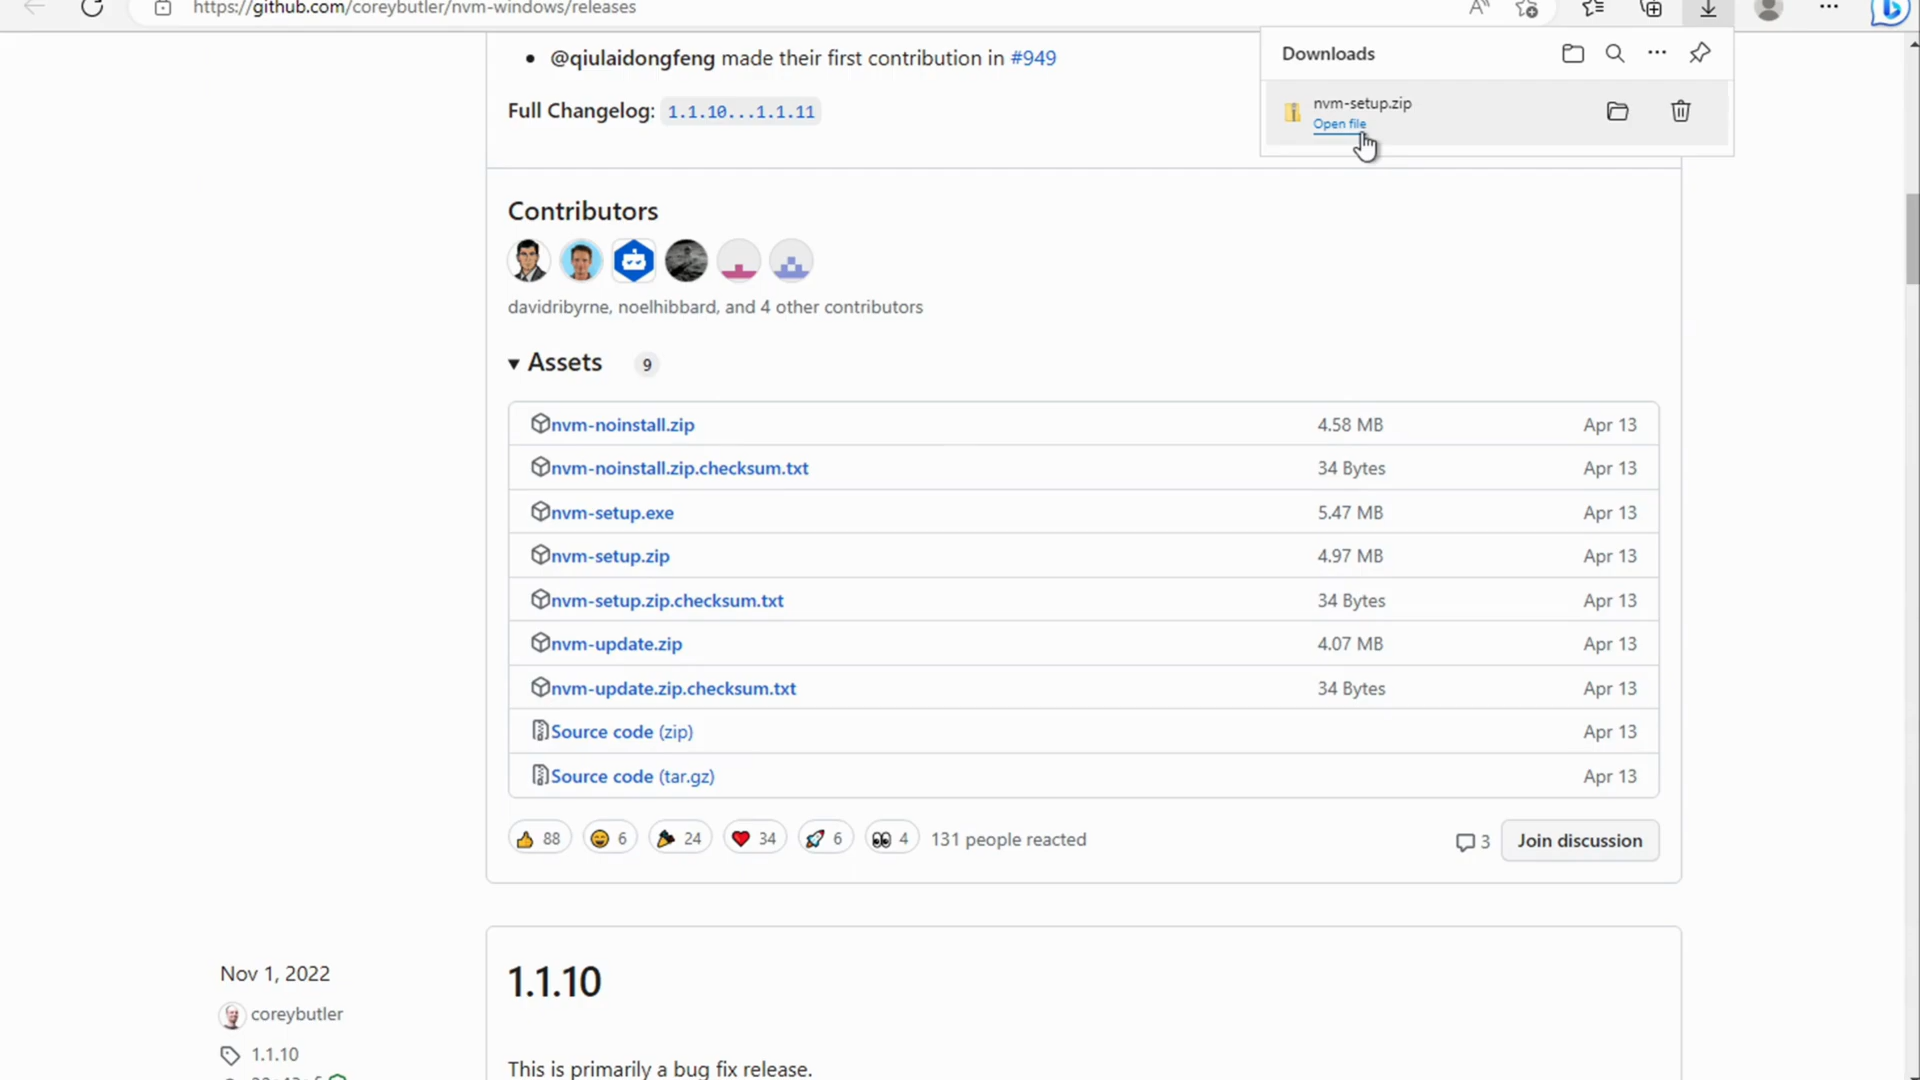 https://github.com/coreybutler/nvm-windows/releases
Downloads
nvm-setup.zip
Open file
@qiulaidongfeng made their first contribution in #949
Full Changelog: 1.1.10...1.1.11
Contributors
davidribyrne, noelhibbard, and 4 other contributors
Assets 9
nvm-noinstall.zip 4.58 MB Apr 13
nvm-noinstall.zip.checksum.txt 34 Bytes Apr 13
nvm-setup.exe 5.47 MB Apr 13
nvm-setup.zip 4.97 MB Apr 13
nvm-setup.zip.checksum.txt 34 Bytes Apr 13
nvm-update.zip 4.07 MB Apr 13
nvm-update.zip.checksum.txt 34 Bytes Apr 13
Source code (zip) Apr 13
Source code (tar.gz) Apr 13
88 6 24 34 6 4 131 people reacted 3 Join discussion
Nov 1, 2022
coreybutler
1.1.10
1.1.10
This is primarily a bug fix release.